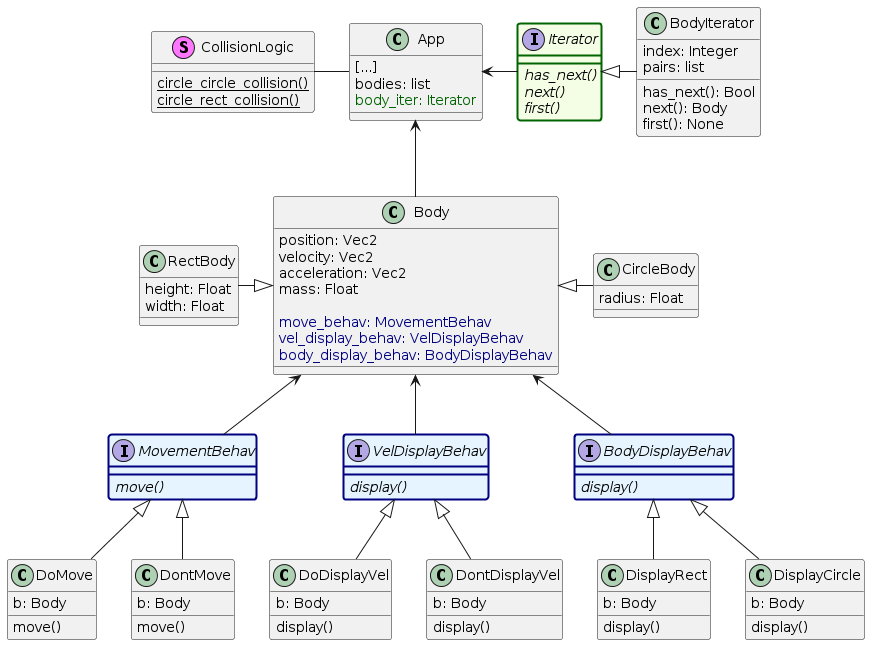 S CollisionLogic
circle_circle_collision()
circle_rect_collision()
C App
[...]
bodies: list
body_iter: Iterator
I Iterator
has_next()
next()
first()
C BodyIterator
index: Integer
pairs: list
has_next(): Bool
next(): Body
first(): None
C RectBody
height: Float
width: Float
C Body
position: Vec2
velocity: Vec2
acceleration: Vec2
mass: Float
move_behav: MovementBehav
vel_display_behav: VelDisplayBehav
body_display_behav: BodyDisplayBehav
C CircleBody
radius: Float
I MovementBehav
move()
I VelDisplayBehav
display()
I BodyDisplayBehav
display()
C DoMove
b: Body
move()
C DontMove
b: Body
move()
C DoDisplayVel
b: Body
display()
C DontDisplayVel
b: Body
display()
C DisplayRect
b: Body
display()
C DisplayCircle
b: Body
display()